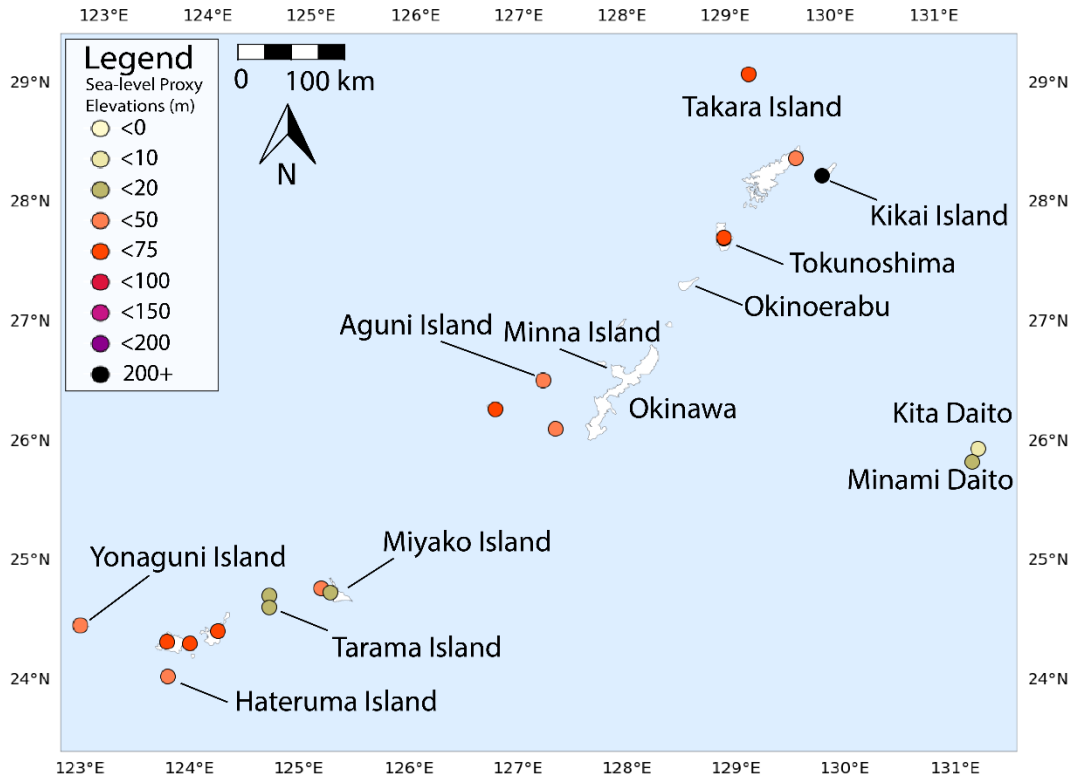 123°E 124°E 125°E 126°E 127°E 128°E 129°E 130°E 131°E
Legend
Sea-level Proxy
Elevations (m)
<0
<10
<20
<50
<75
<100
<150
<200
200+
0 100 km
N
29°N 29°N
Takara Island
28°N 28°N
Kikai Island
Tokunoshima
Okinoerabu
27°N 27°N
Aguni Island
Minna Island
Okinawa
Kita Daito
26°N 26°N
Minami Daito
Miyako Island
25°N 25°N
Yonaguni Island
Tarama Island
24°N 24°N
Hateruma Island
123°E 124°E 125°E 126°E 127°E 128°E 129°E 130°E 131°E